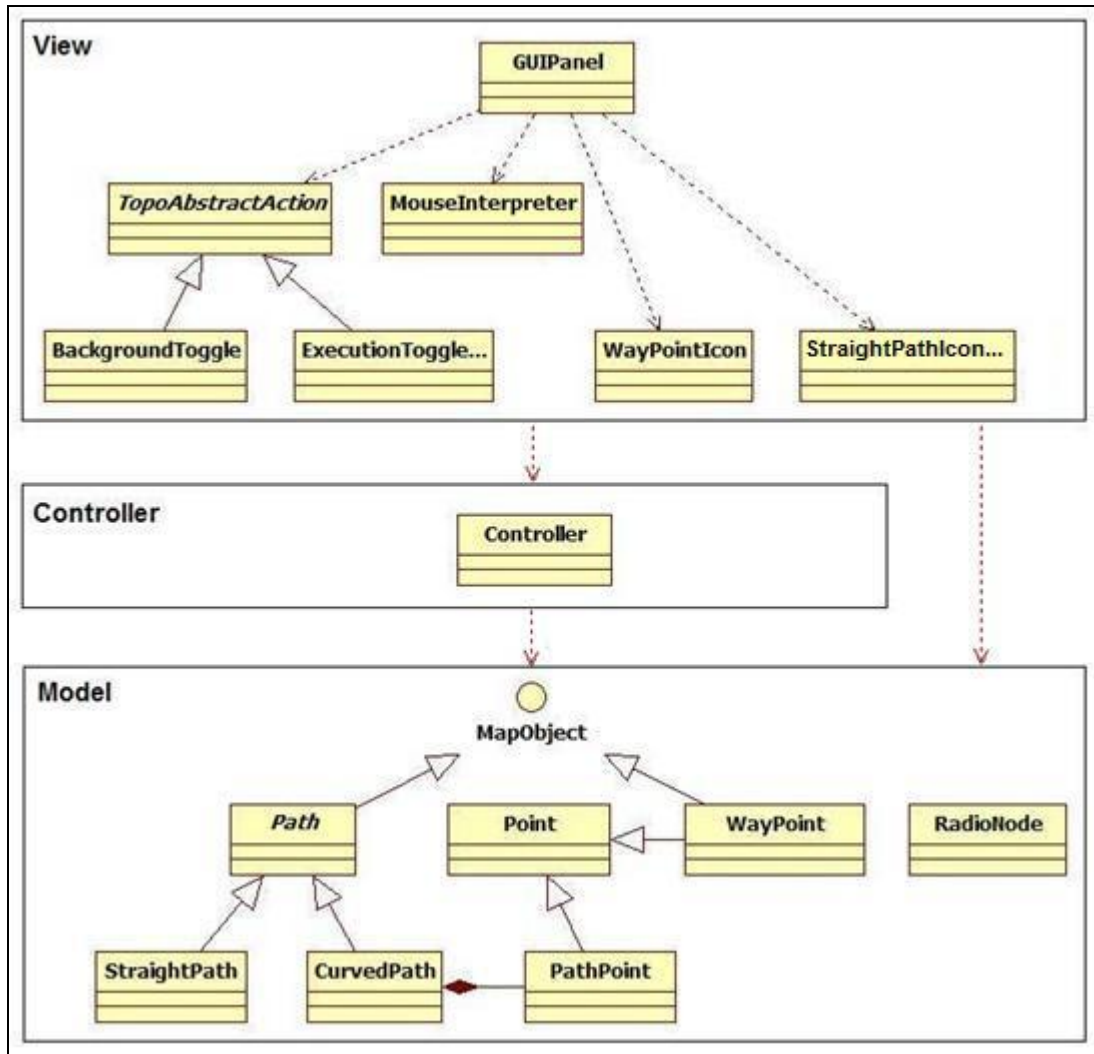 View
GUIPanel
TopoAbstractAction
MouseInterpreter
BackgroundToggle
ExecutionToggle...
WayPointIcon
StraightPathIcon...
Controller
Controller
Model
MapObject
Path
Point
WayPoint
RadioNode
StraightPath
CurvedPath
PathPoint